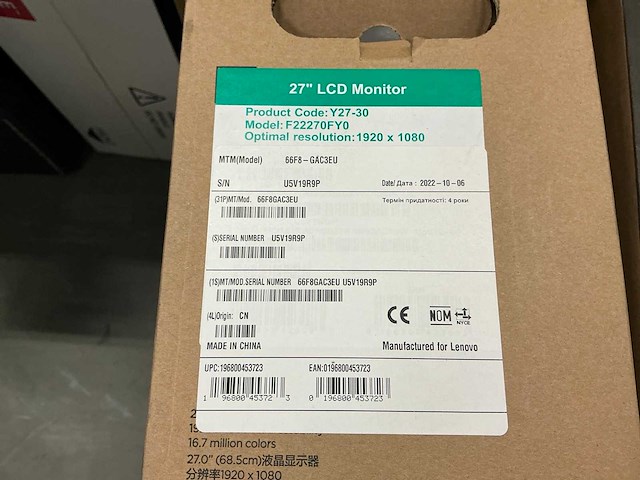 27" LCD Monitor
Product Code: Y27-30
Model: F22270FY0
Optimal resolution: 1920 x 1080
MTM(Model) 66F8-GAC3EU
S/N U5V19R9P Date/ Дата : 2022-10-06
(31P)MT/Mod. 66F8GAC3EU Термін придатності: 4 роки
(S)SERIAL NUMBER U5V19R9P
(1S)MT/MOD.SERIAL NUMBER 66F8GAC3EU U5V19R9P
(4L)Origin: CN
CE NOM NYCE
MADE IN CHINA Manufactured for Lenovo
UPC:196800453723 EAN:0196800453723
1 96800 45372 3 0 196800 453723
16.7 million colors
27.0" (68.5cm)液晶显示器
分辨率1920 x 1080